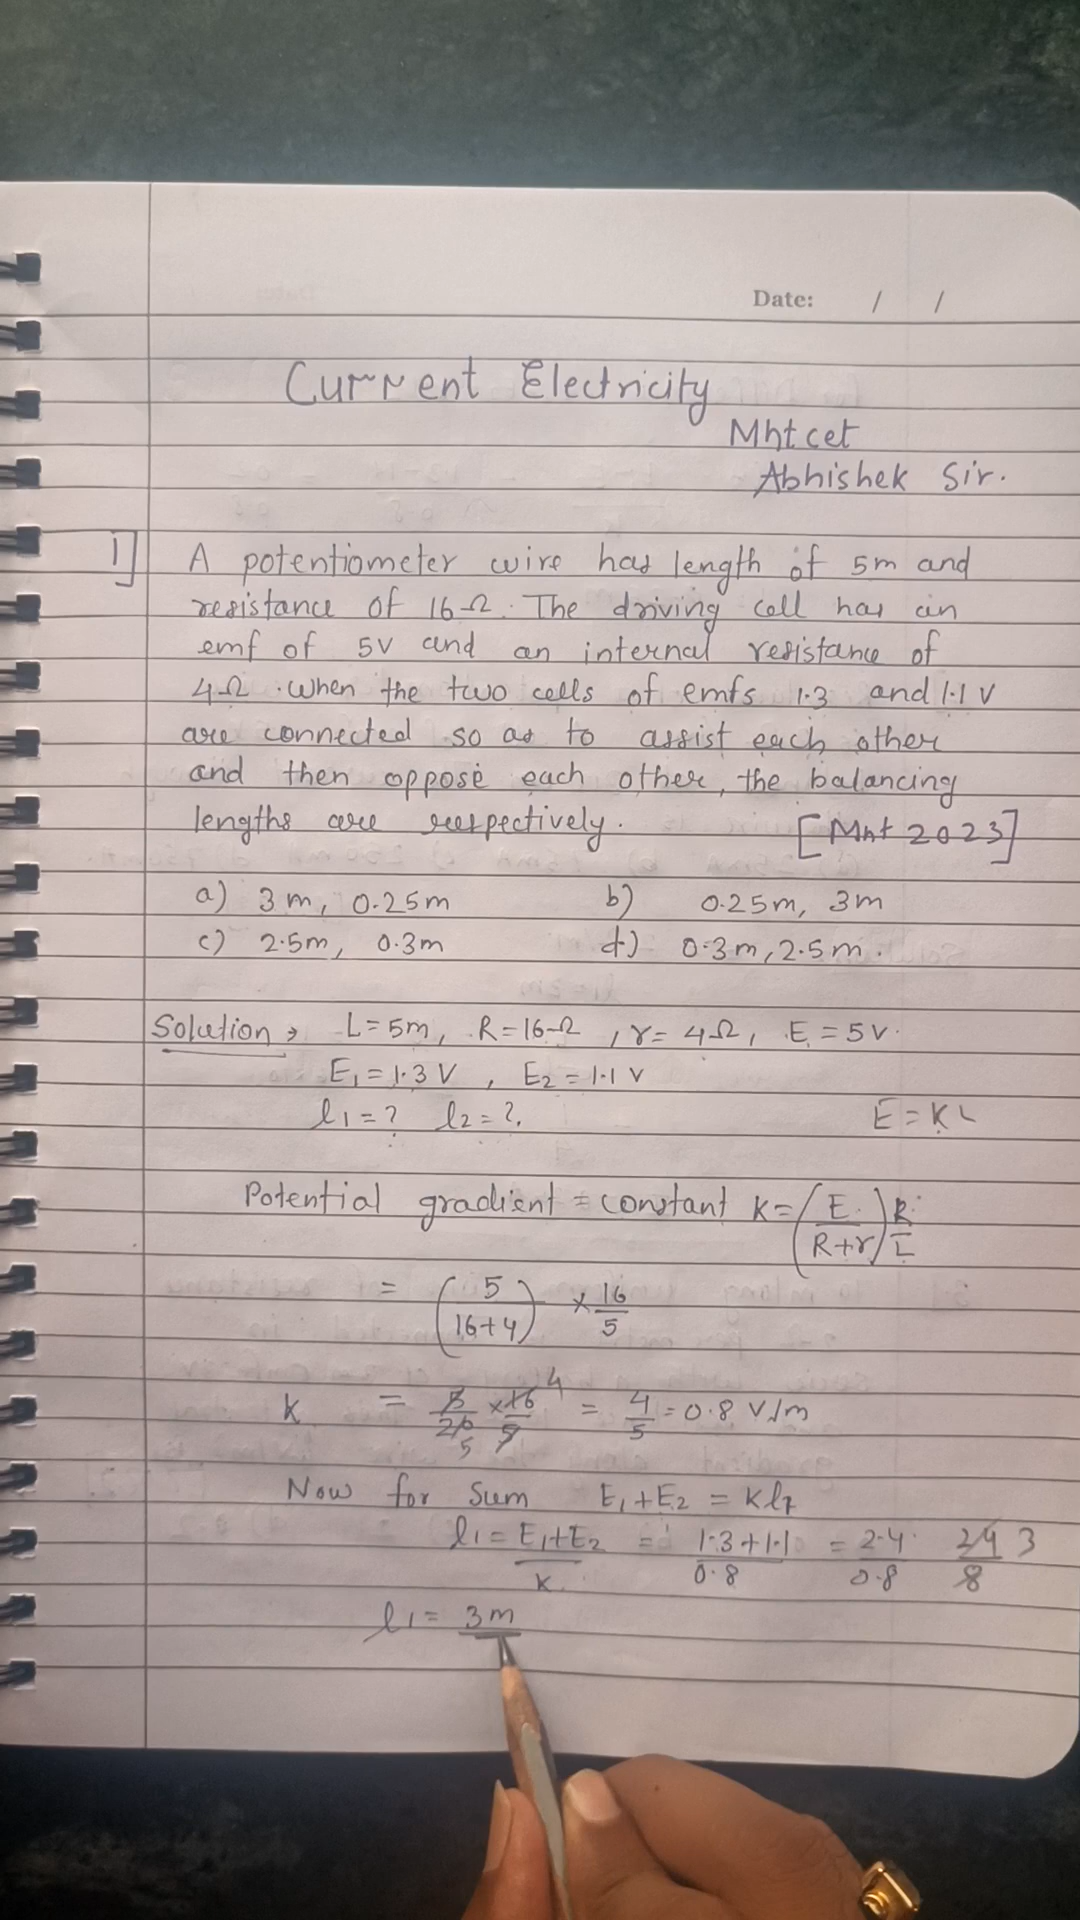 Date: / /
Current Electricity
Mht cet
Abhishek Sir.
1] A potentiometer wire has length of 5m and
resistance of 16Ω. The driving cell has an
emf of 5V and an internal resistance of
4Ω. When the two cells of emfs 1.3 and 1.1 V
are connected so as to assist each other
and then oppose each other, the balancing
lengths are respectively. [Mht 2023]
a) 3m, 0.25m b) 0.25m, 3m
c) 2.5m, 0.3m d) 0.3m, 2.5m.
Solution → L=5m, R=16Ω, r=4Ω, E=5V.
E₁=1.3V, E₂=1.1V
l₁=? l₂=?. E=KL
Potential gradient = constant K=(E/(R+r)) R/L
= (5/(16+4)) × 16/5
K = 5/20 × 16/5 4 5 = 4/5 = 0.8 V/m
Now for sum E₁+E₂ = Kl₁
l₁ = (E₁+E₂)/K = (1.3+1.1)/0.8 = 2.4/0.8 24/8 3
l₁ = 3m